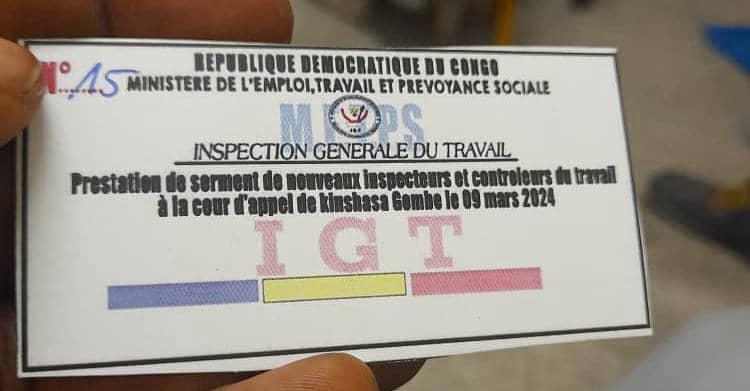 REPUBLIQUE DEMOCRATIQUE DU CONGO
N°.15 MINISTERE DE L'EMPLOI,TRAVAIL ET PREVOYANCE SOCIALE
INSPECTION GENERALE DU TRAVAIL
Prestation de serment de nouveaux inspecteurs et controleurs du travail
à la cour d'appel de kinshasa Gombe le 09 mars 2024
IGT